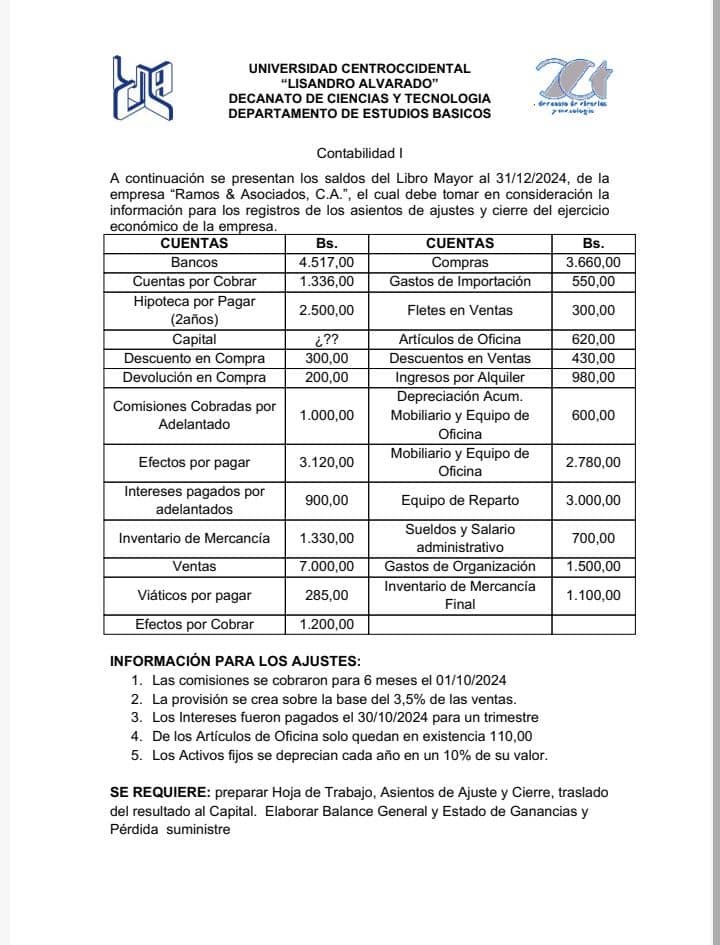 UNIVERSIDAD CENTROCCIDENTAL
“LISANDRO ALVARADO”
DECANATO DE CIENCIAS Y TECNOLOGIA
DEPARTAMENTO DE ESTUDIOS BASICOS
decanato de ciencias
y tecnología
Contabilidad I
A continuación se presentan los saldos del Libro Mayor al 31/12/2024, de la
empresa “Ramos & Asociados, C.A.”, el cual debe tomar en consideración la
información para los registros de los asientos de ajustes y cierre del ejercicio
económico de la empresa.
CUENTAS Bs. CUENTAS Bs.
Bancos 4.517,00 Compras 3.660,00
Cuentas por Cobrar 1.336,00 Gastos de Importación 550,00
Hipoteca por Pagar
(2años) 2.500,00 Fletes en Ventas 300,00
Capital ¿?? Artículos de Oficina 620,00
Descuento en Compra 300,00 Descuentos en Ventas 430,00
Devolución en Compra 200,00 Ingresos por Alquiler 980,00
Comisiones Cobradas por
Adelantado 1.000,00 Depreciación Acum.
Mobiliario y Equipo de
Oficina 600,00
Efectos por pagar 3.120,00 Mobiliario y Equipo de
Oficina 2.780,00
Intereses pagados por
adelantados 900,00 Equipo de Reparto 3.000,00
Inventario de Mercancía 1.330,00 Sueldos y Salario
administrativo 700,00
Ventas 7.000,00 Gastos de Organización 1.500,00
Viáticos por pagar 285,00 Inventario de Mercancía
Final 1.100,00
Efectos por Cobrar 1.200,00
INFORMACIÓN PARA LOS AJUSTES:
1. Las comisiones se cobraron para 6 meses el 01/10/2024
2. La provisión se crea sobre la base del 3,5% de las ventas.
3. Los Intereses fueron pagados el 30/10/2024 para un trimestre
4. De los Artículos de Oficina solo quedan en existencia 110,00
5. Los Activos fijos se deprecian cada año en un 10% de su valor.
SE REQUIERE: preparar Hoja de Trabajo, Asientos de Ajuste y Cierre, traslado
del resultado al Capital. Elaborar Balance General y Estado de Ganancias y
Pérdida suministre